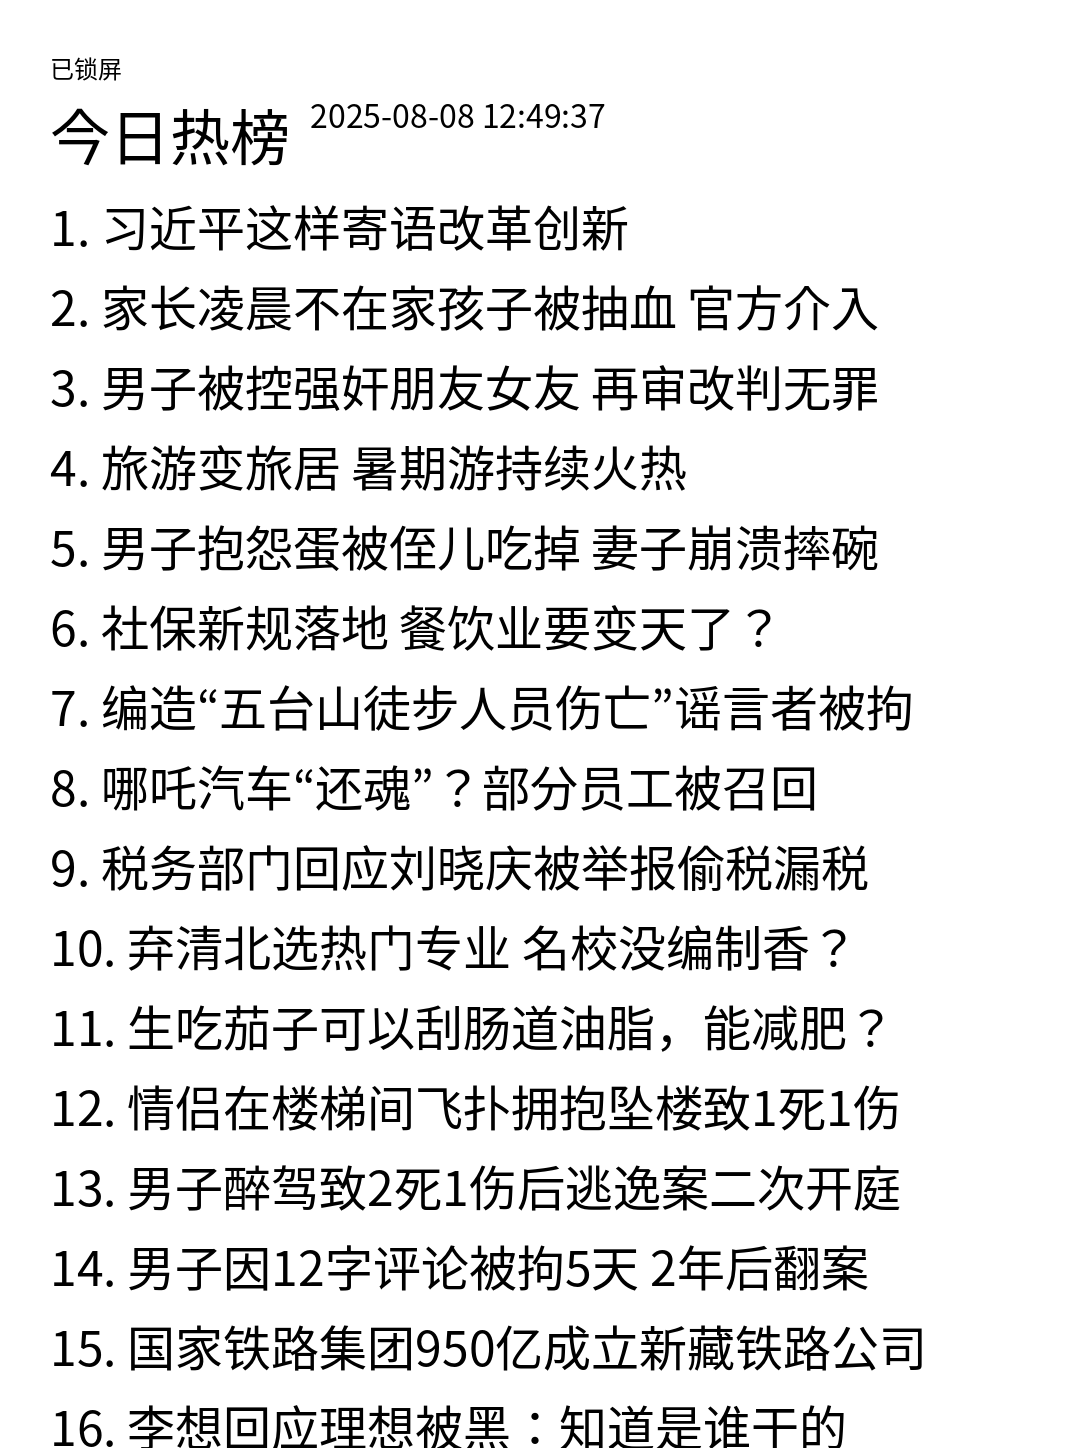 已锁屏
今日热榜 2025-08-08 12:49:37
1. 习近平这样寄语改革创新
2. 家长凌晨不在家孩子被抽血 官方介入
3. 男子被控强奸朋友女友 再审改判无罪
4. 旅游变旅居 暑期游持续火热
5. 男子抱怨蛋被侄儿吃掉 妻子崩溃摔碗
6. 社保新规落地 餐饮业要变天了？
7. 编造“五台山徒步人员伤亡”谣言者被拘
8. 哪吒汽车“还魂”？部分员工被召回
9. 税务部门回应刘晓庆被举报偷税漏税
10. 弃清北选热门专业 名校没编制香？
11. 生吃茄子可以刮肠道油脂，能减肥？
12. 情侣在楼梯间飞扑拥抱坠楼致1死1伤
13. 男子醉驾致2死1伤后逃逸案二次开庭
14. 男子因12字评论被拘5天 2年后翻案
15. 国家铁路集团950亿成立新藏铁路公司
16. 李想回应理想被黑：知道是谁干的